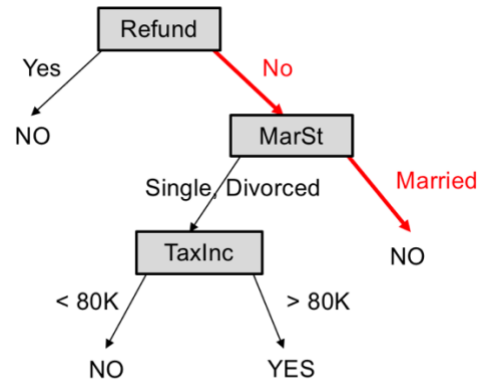 Refund
Yes
No
NO
MarSt
Single, Divorced
Married
TaxInc
NO
< 80K
> 80K
NO
YES